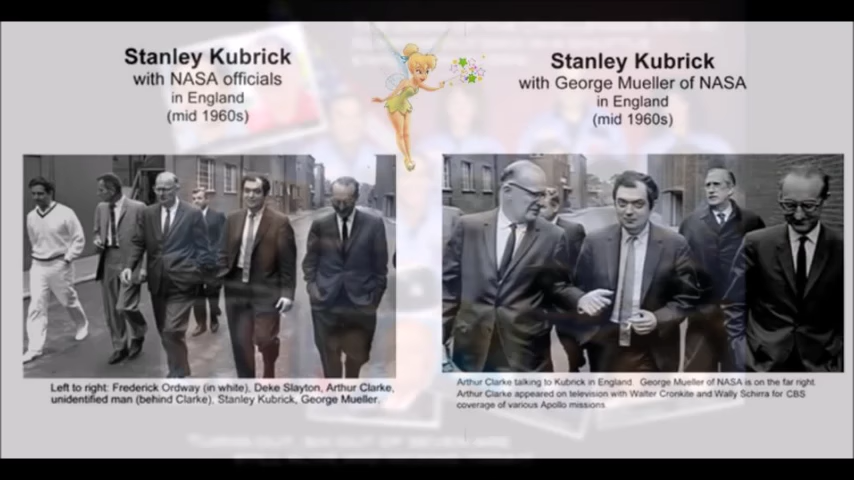 Stanley Kubrick
with NASA officials
in England
(mid 1960s)
Left to right: Frederick Ordway (in white), Deke Slayton, Arthur Clarke,
unidentified man (behind Clarke), Stanley Kubrick, George Mueller.
Stanley Kubrick
with George Mueller of NASA
in England
(mid 1960s)
Arthur Clarke talking to Kubrick in England. George Mueller of NASA is on the far right.
Arthur Clarke appeared on television with Walter Cronkite and Wally Schirra for CBS
coverage of various Apollo missions.